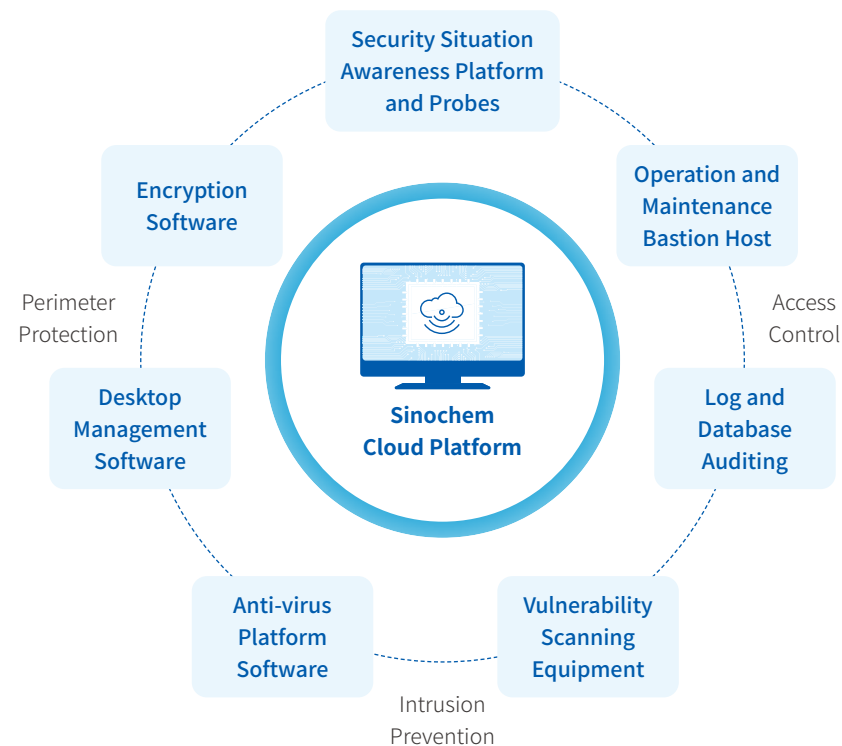 Security Situation
Awareness Platform
and Probes
Encryption
Software
Operation and
Maintenance
Bastion Host
Perimeter
Protection
Access
Control
Sinochem
Cloud Platform
Desktop
Management
Software
Log and
Database
Auditing
Anti-virus
Platform
Software
Vulnerability
Scanning
Equipment
Intrusion
Prevention